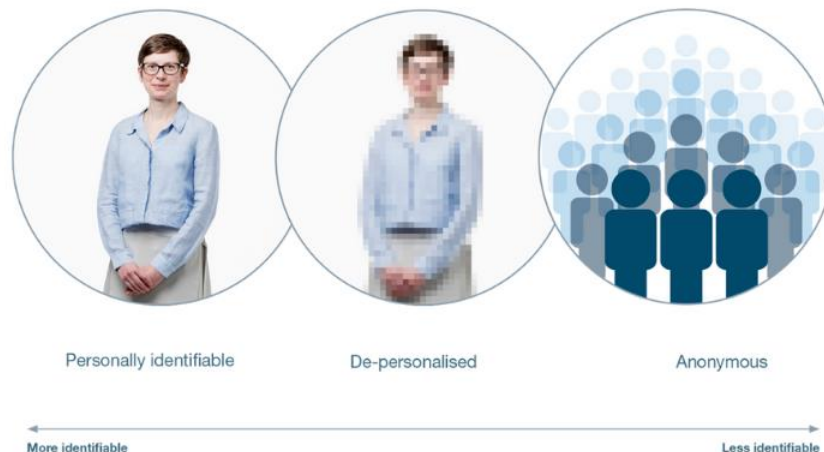 Personally identifiable
De-personalised
Anonymous
More identifiable
Less identifiable